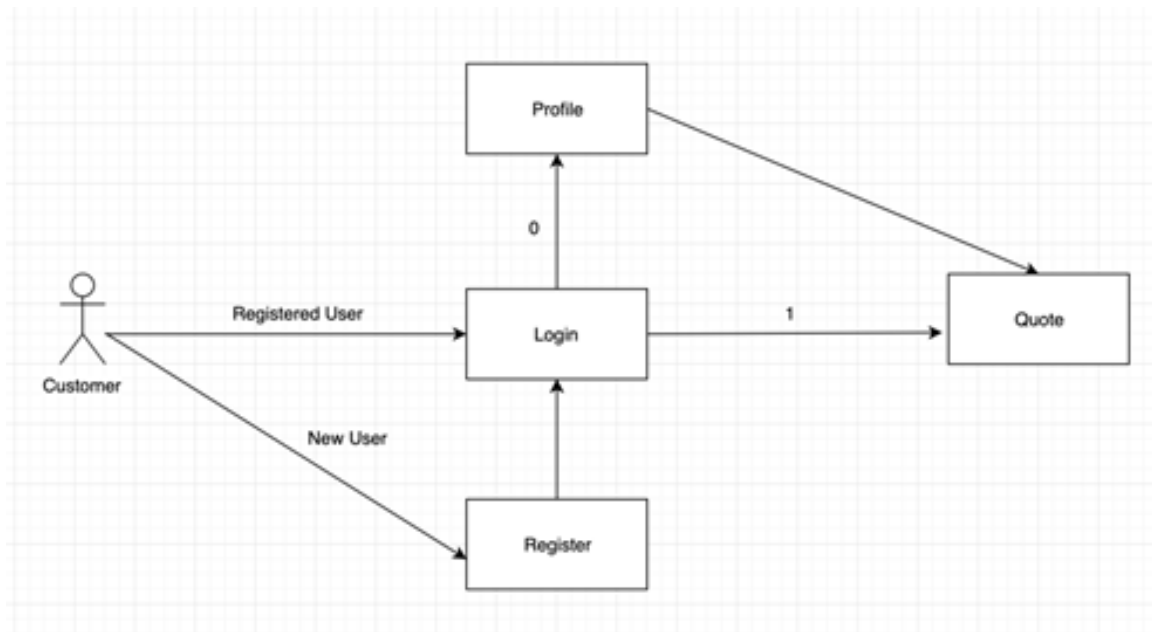 Profile
0
Registered User
Login
1
Quote
Customer
New User
Register